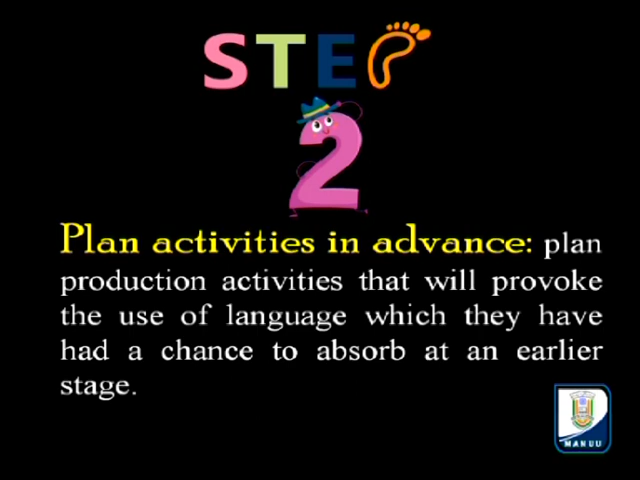 STEP
2
Plan activities in advance: plan
production activities that will provoke
the use of language which they have
had a chance to absorb at an earlier
stage.
MANUU